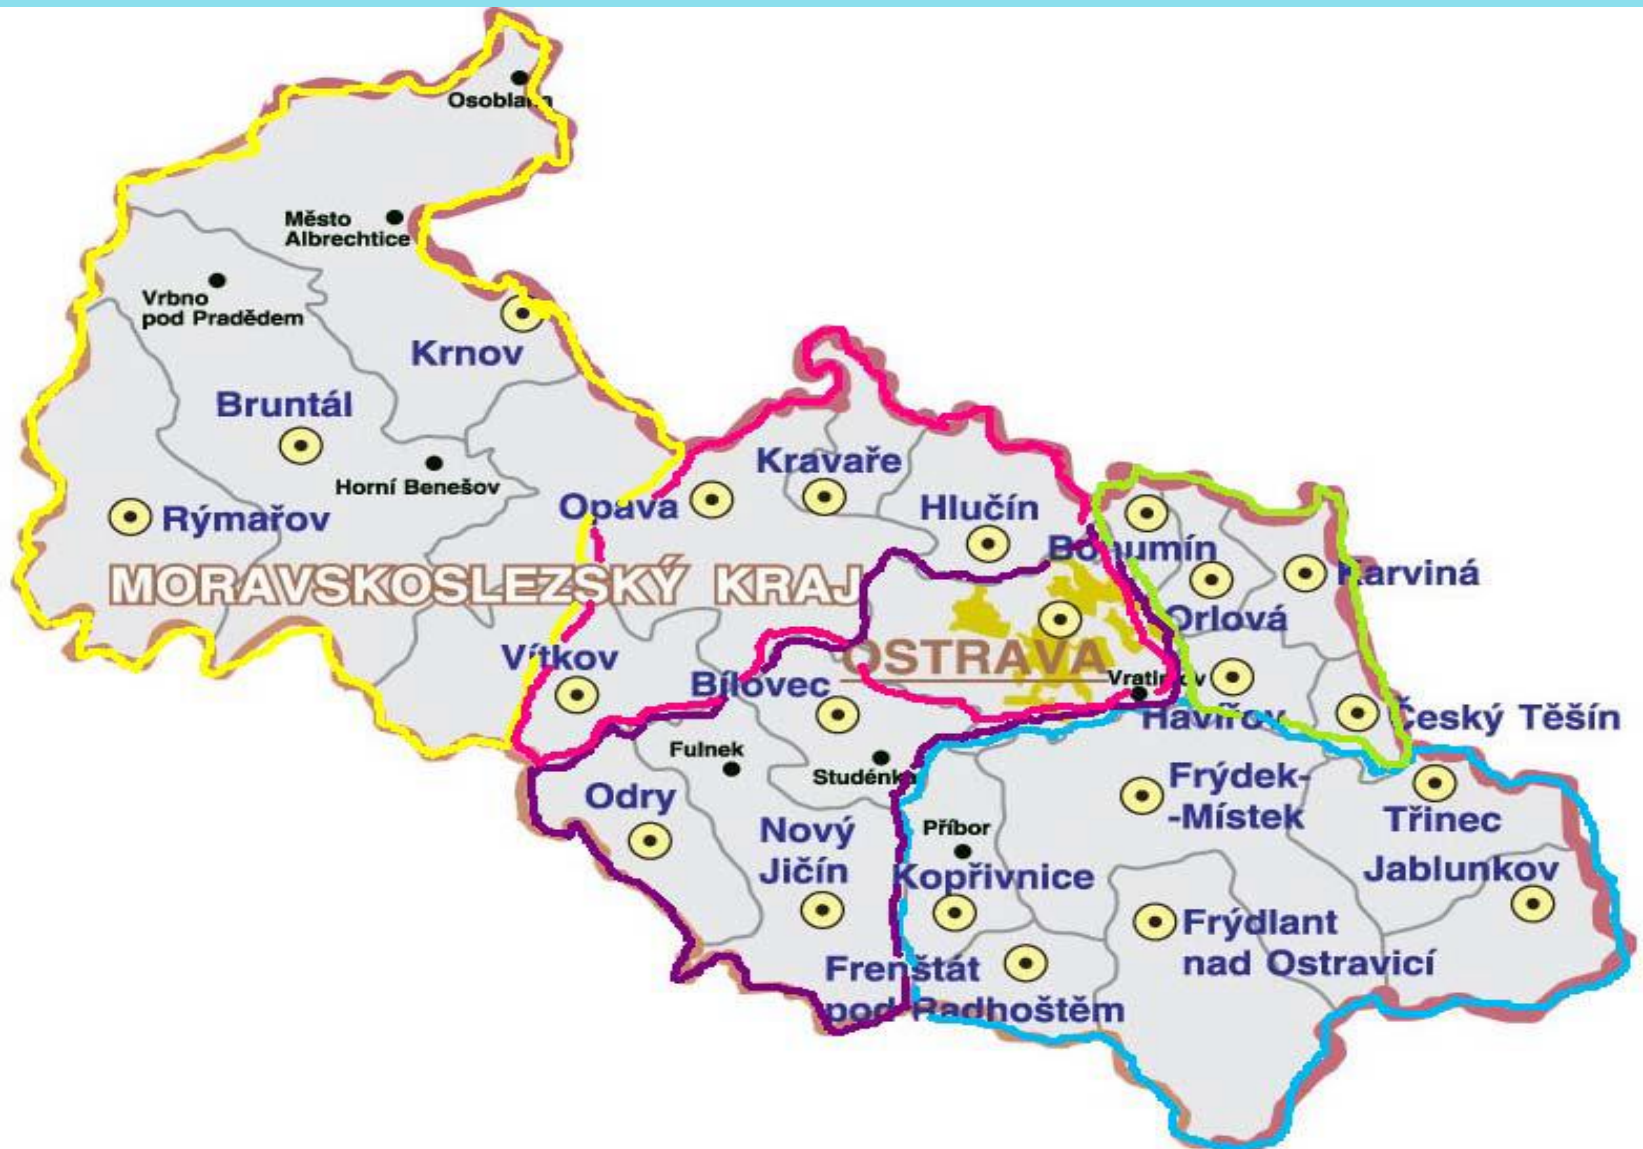 Osoblaha
Město
Albrechtice
Vrbno
pod Pradědem
Krnov
Bruntál
Kravaře
Horní Benešov
Opava
Hlučín
Rýmařov
Bohumín
Karviná
MORAVSKOSLEZSKÝ KRAJ
Orlová
OSTRAVA
Vítkov
Bílovec
Vratimov
Havířov
Český Těšín
Fulnek
Studénka
Odry
Frýdek-
-Místek
Třinec
Nový
Jičín
Příbor
Kopřivnice
Jablunkov
Frýdlant
nad Ostravicí
Frenštát
pod Radhoštěm